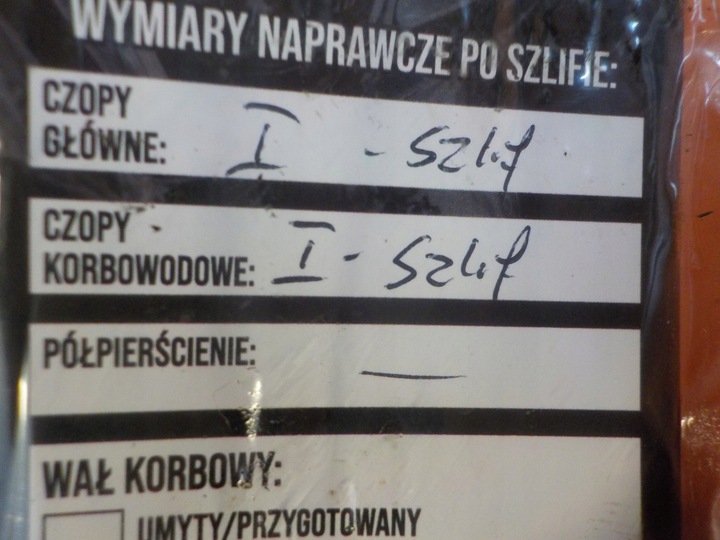 WYMIARY NAPRAWCZE PO SZLIFIE:
CZOPY
GŁÓWNE: I - szlif
CZOPY
KORBOWODOWE: I - szlif
PÓŁPIERŚCIENIE: —
WAŁ KORBOWY:
UMYTY/PRZYGOTOWANY